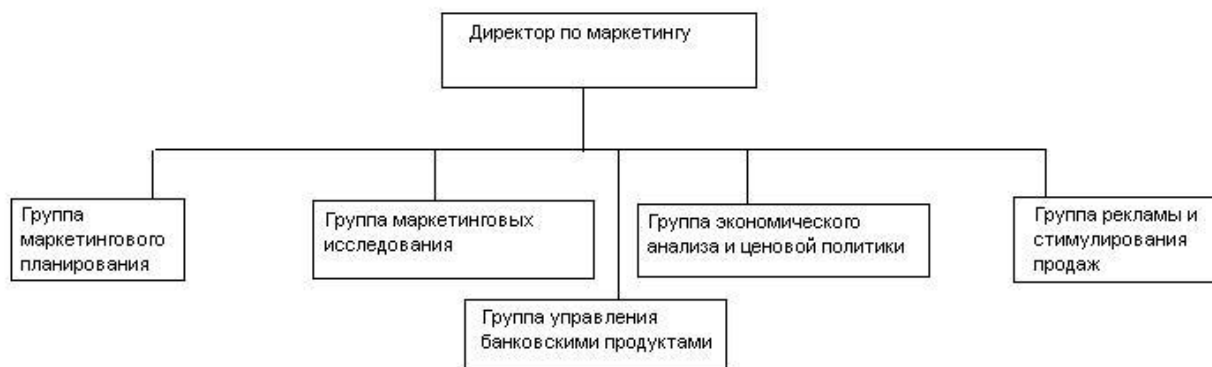 Директор по маркетингу
Группа
маркетингового
планирования
Группа маркетинговых
исследования
Группа экономического
анализа и ценовой политики
Группа рекламы и
стимулирования
продаж
Группа управления
банковскими продуктами